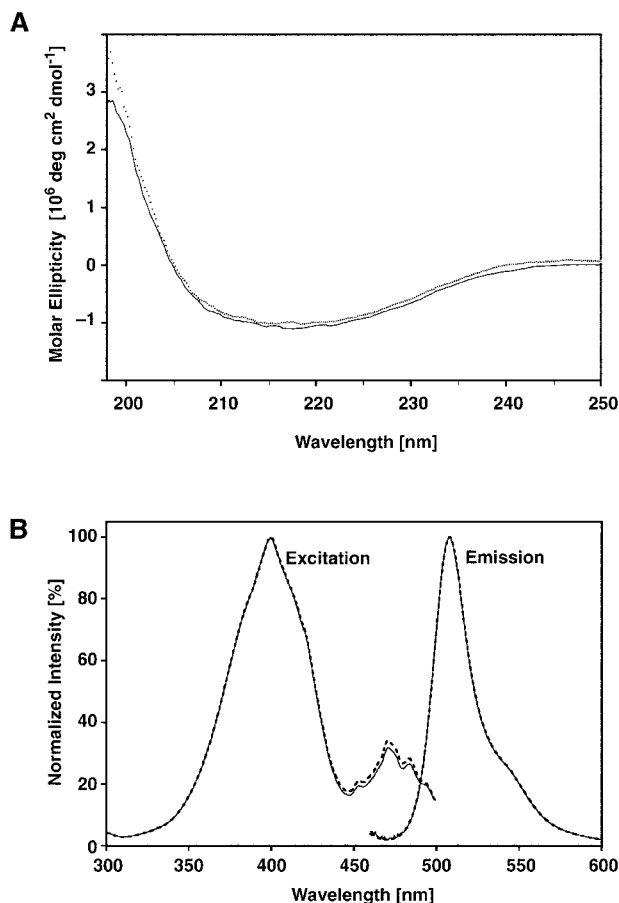 A
Molar Ellipticity [10⁶ deg cm² dmol⁻¹]
3
2
1
0
−1
200 210 220 230 240 250
Wavelength [nm]
B
Normalized Intensity [%]
100
80
60
40
20
0
Excitation
Emission
300 350 400 450 500 550 600
Wavelength [nm]